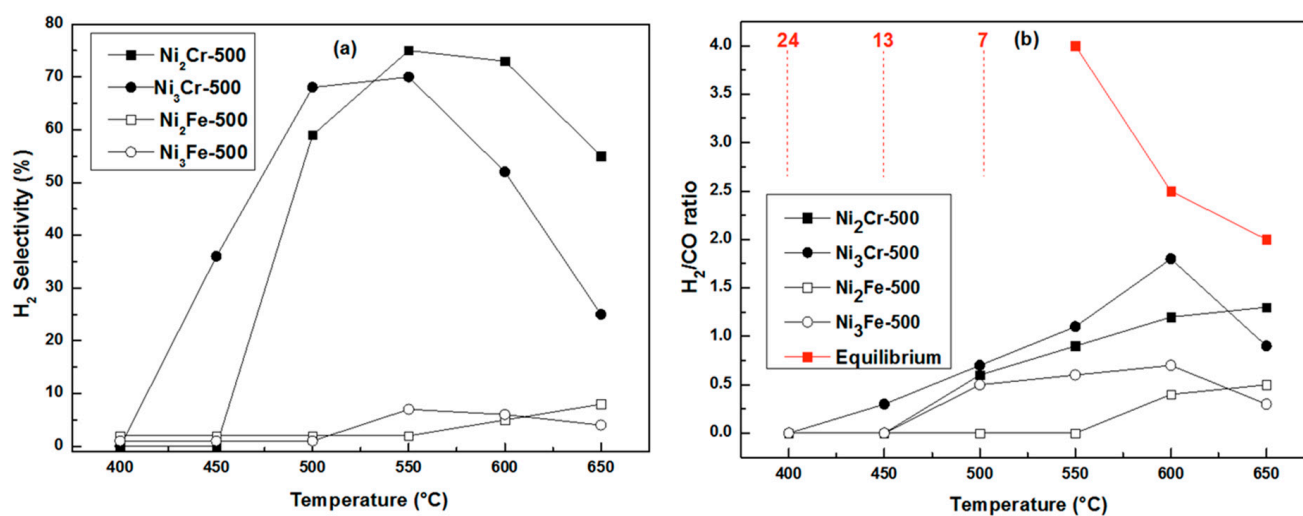 (a)
Ni2Cr-500
Ni3Cr-500
Ni2Fe-500
Ni3Fe-500
H2 Selectivity (%)
80
70
60
50
40
30
20
10
0
400 450 500 550 600 650
Temperature (°C)
24 13 7 (b)
Ni2Cr-500
Ni3Cr-500
Ni2Fe-500
Ni3Fe-500
Equilibrium
H2/CO ratio
4.0
3.5
3.0
2.5
2.0
1.5
1.0
0.5
0.0
400 450 500 550 600 650
Temperature (°C)